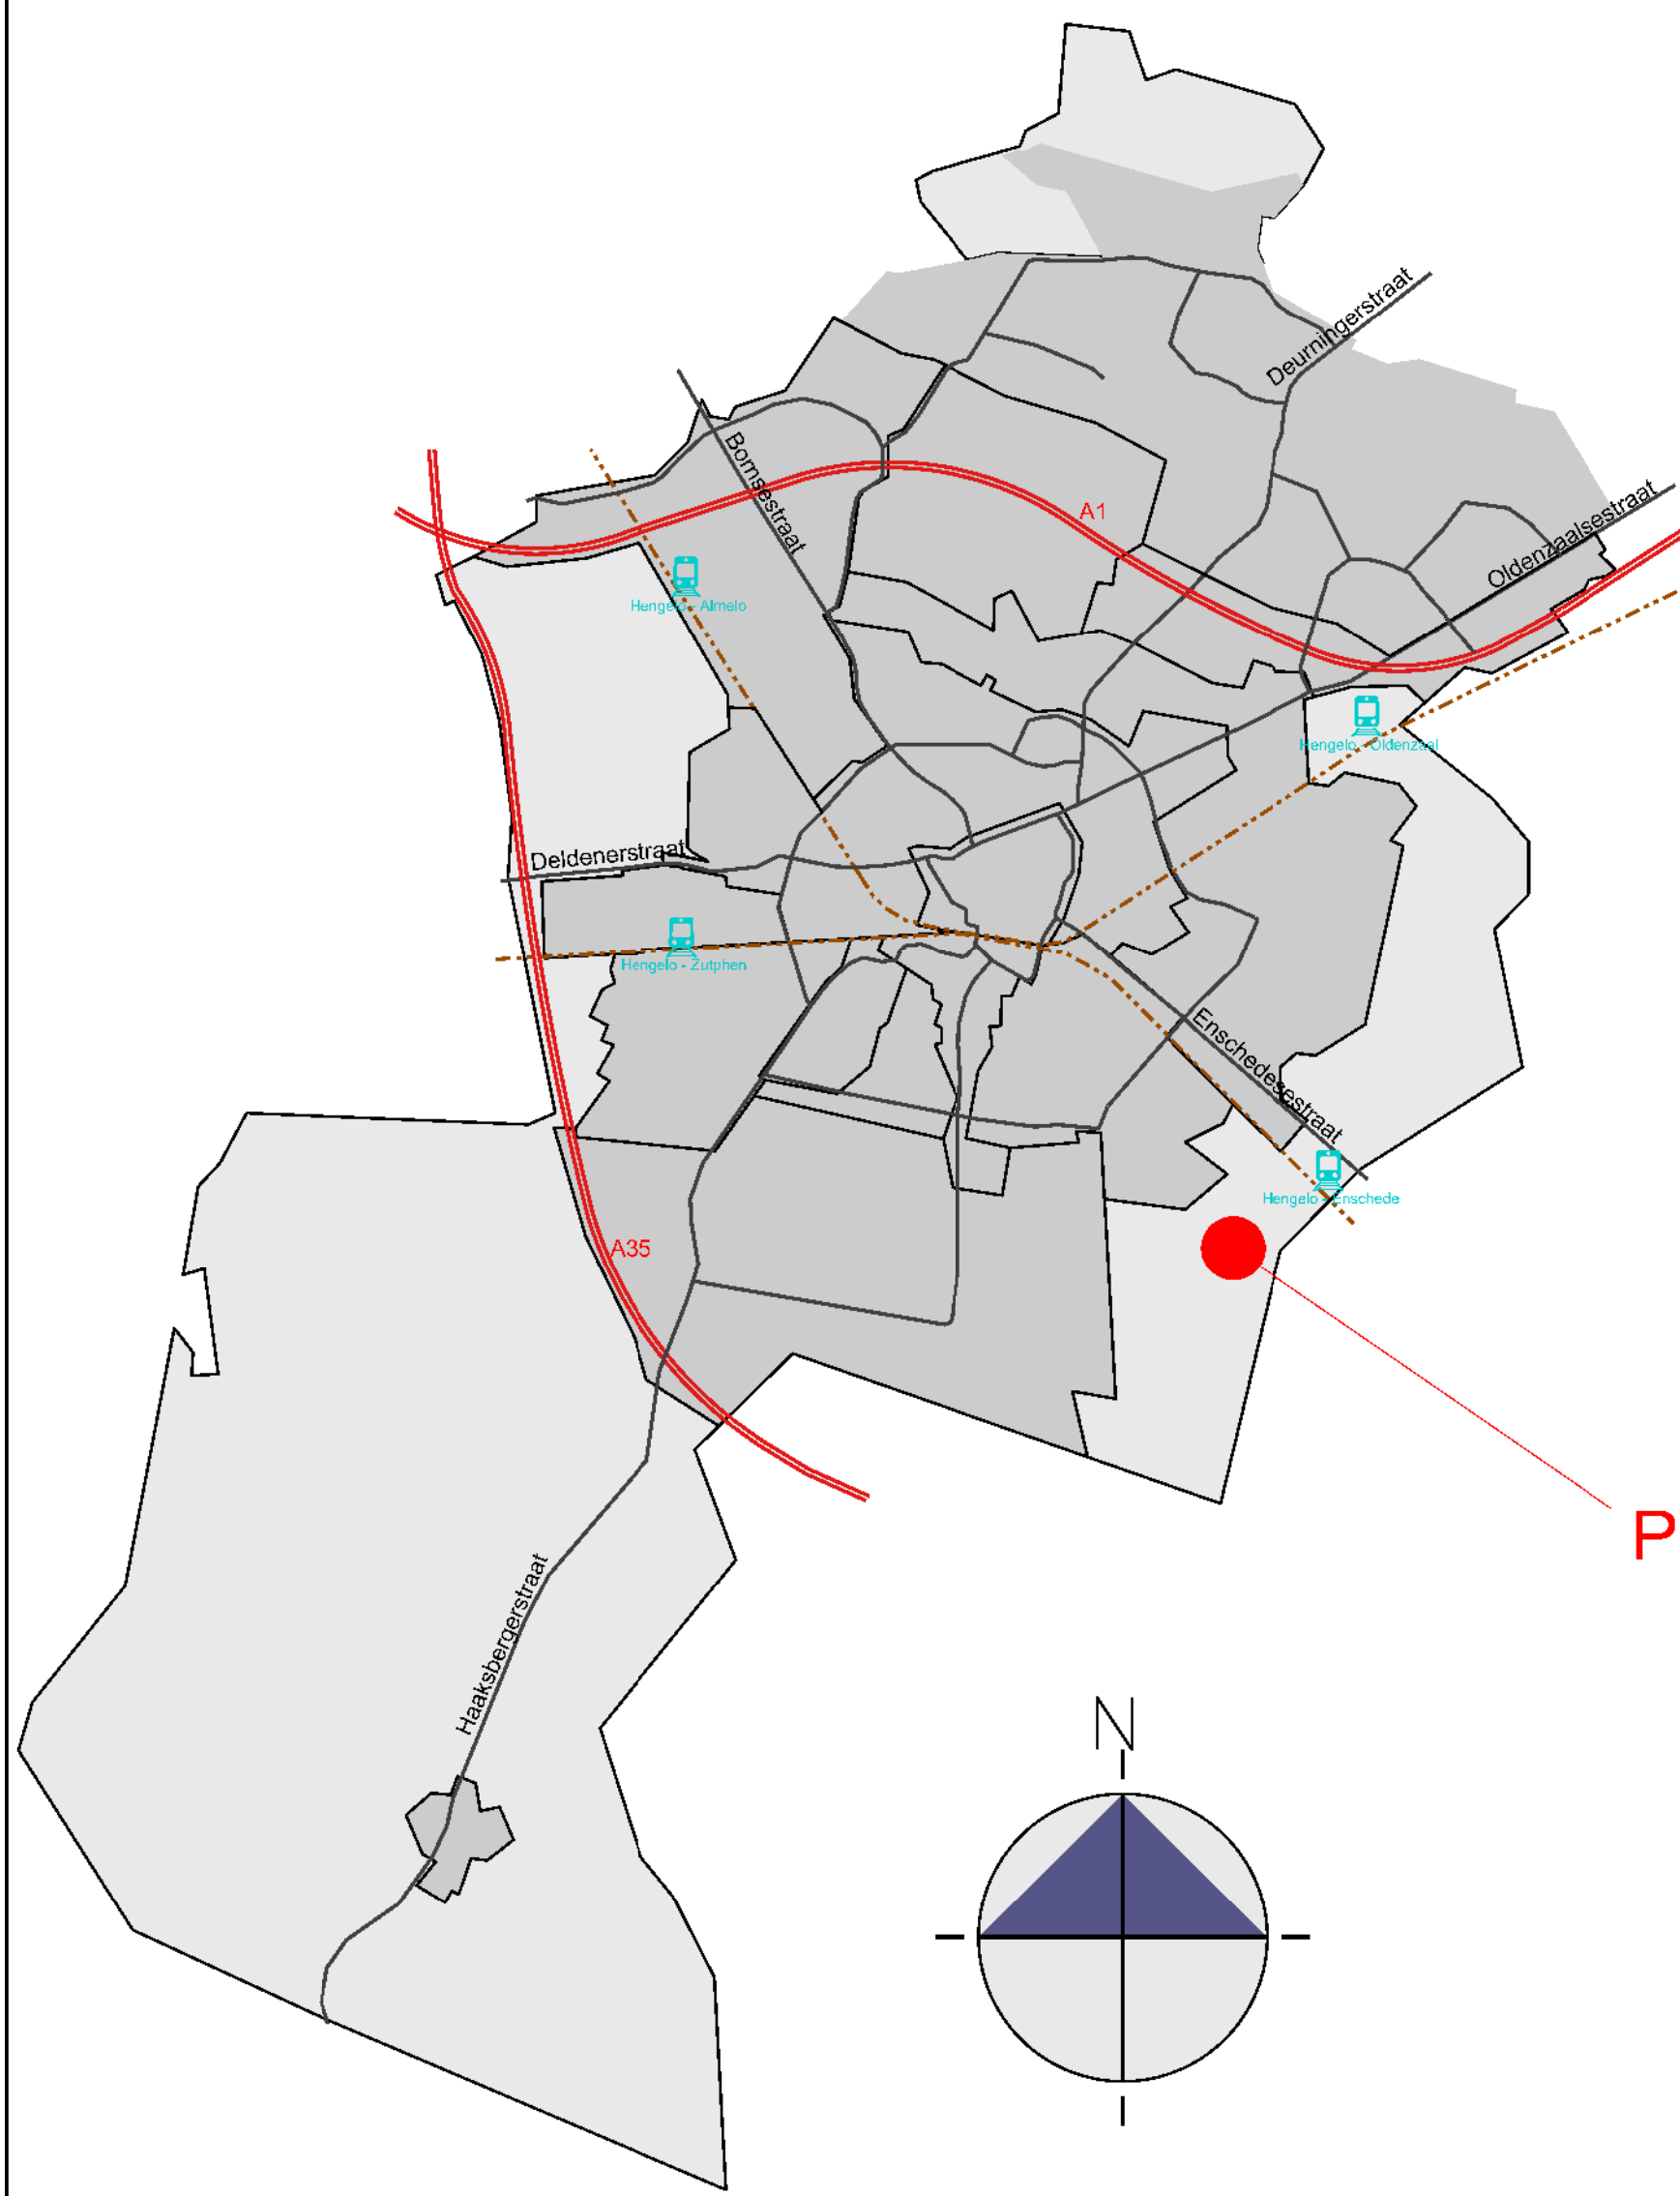 Deurningerstraat
Bornsestraat
A1
Oldenzaalsestraat
Hengelo - Almelo
Hengelo - Oldenzaal
Deldenerstraat
Hengelo - Zutphen
Enschedesestraat
Hengelo - Enschede
A35
P
Haaksbergerstraat
N